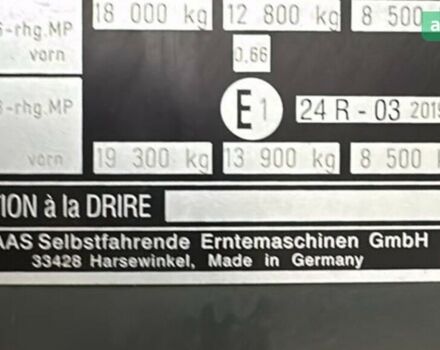 18 000 kg 12 800 kg 8 500
-rhg.MP
vorn
0.66
E1 24 R - 03
-rhg.MP
vorn 19 300 kg 13 900 kg 8 500
ION à la DRIRE
AAS Selbstfahrende Erntemaschinen GmbH
33428 Harsewinkel, Made in Germany